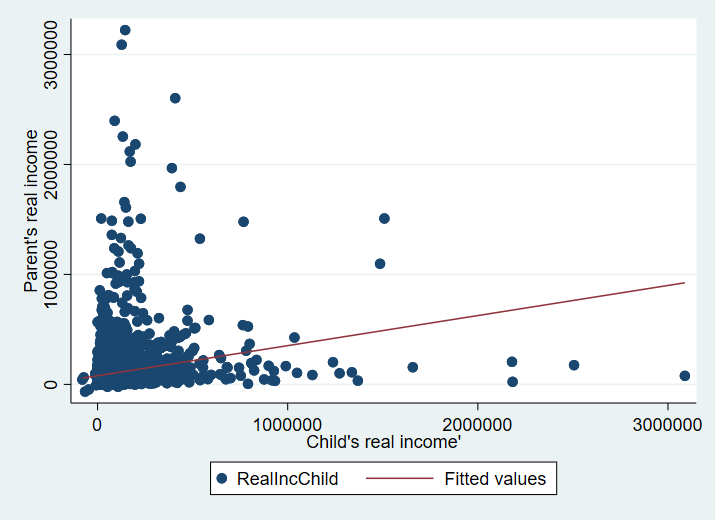 Parent's real income
3000000
2000000
1000000
0
0 1000000 2000000 3000000
Child's real income'
RealIncChild Fitted values